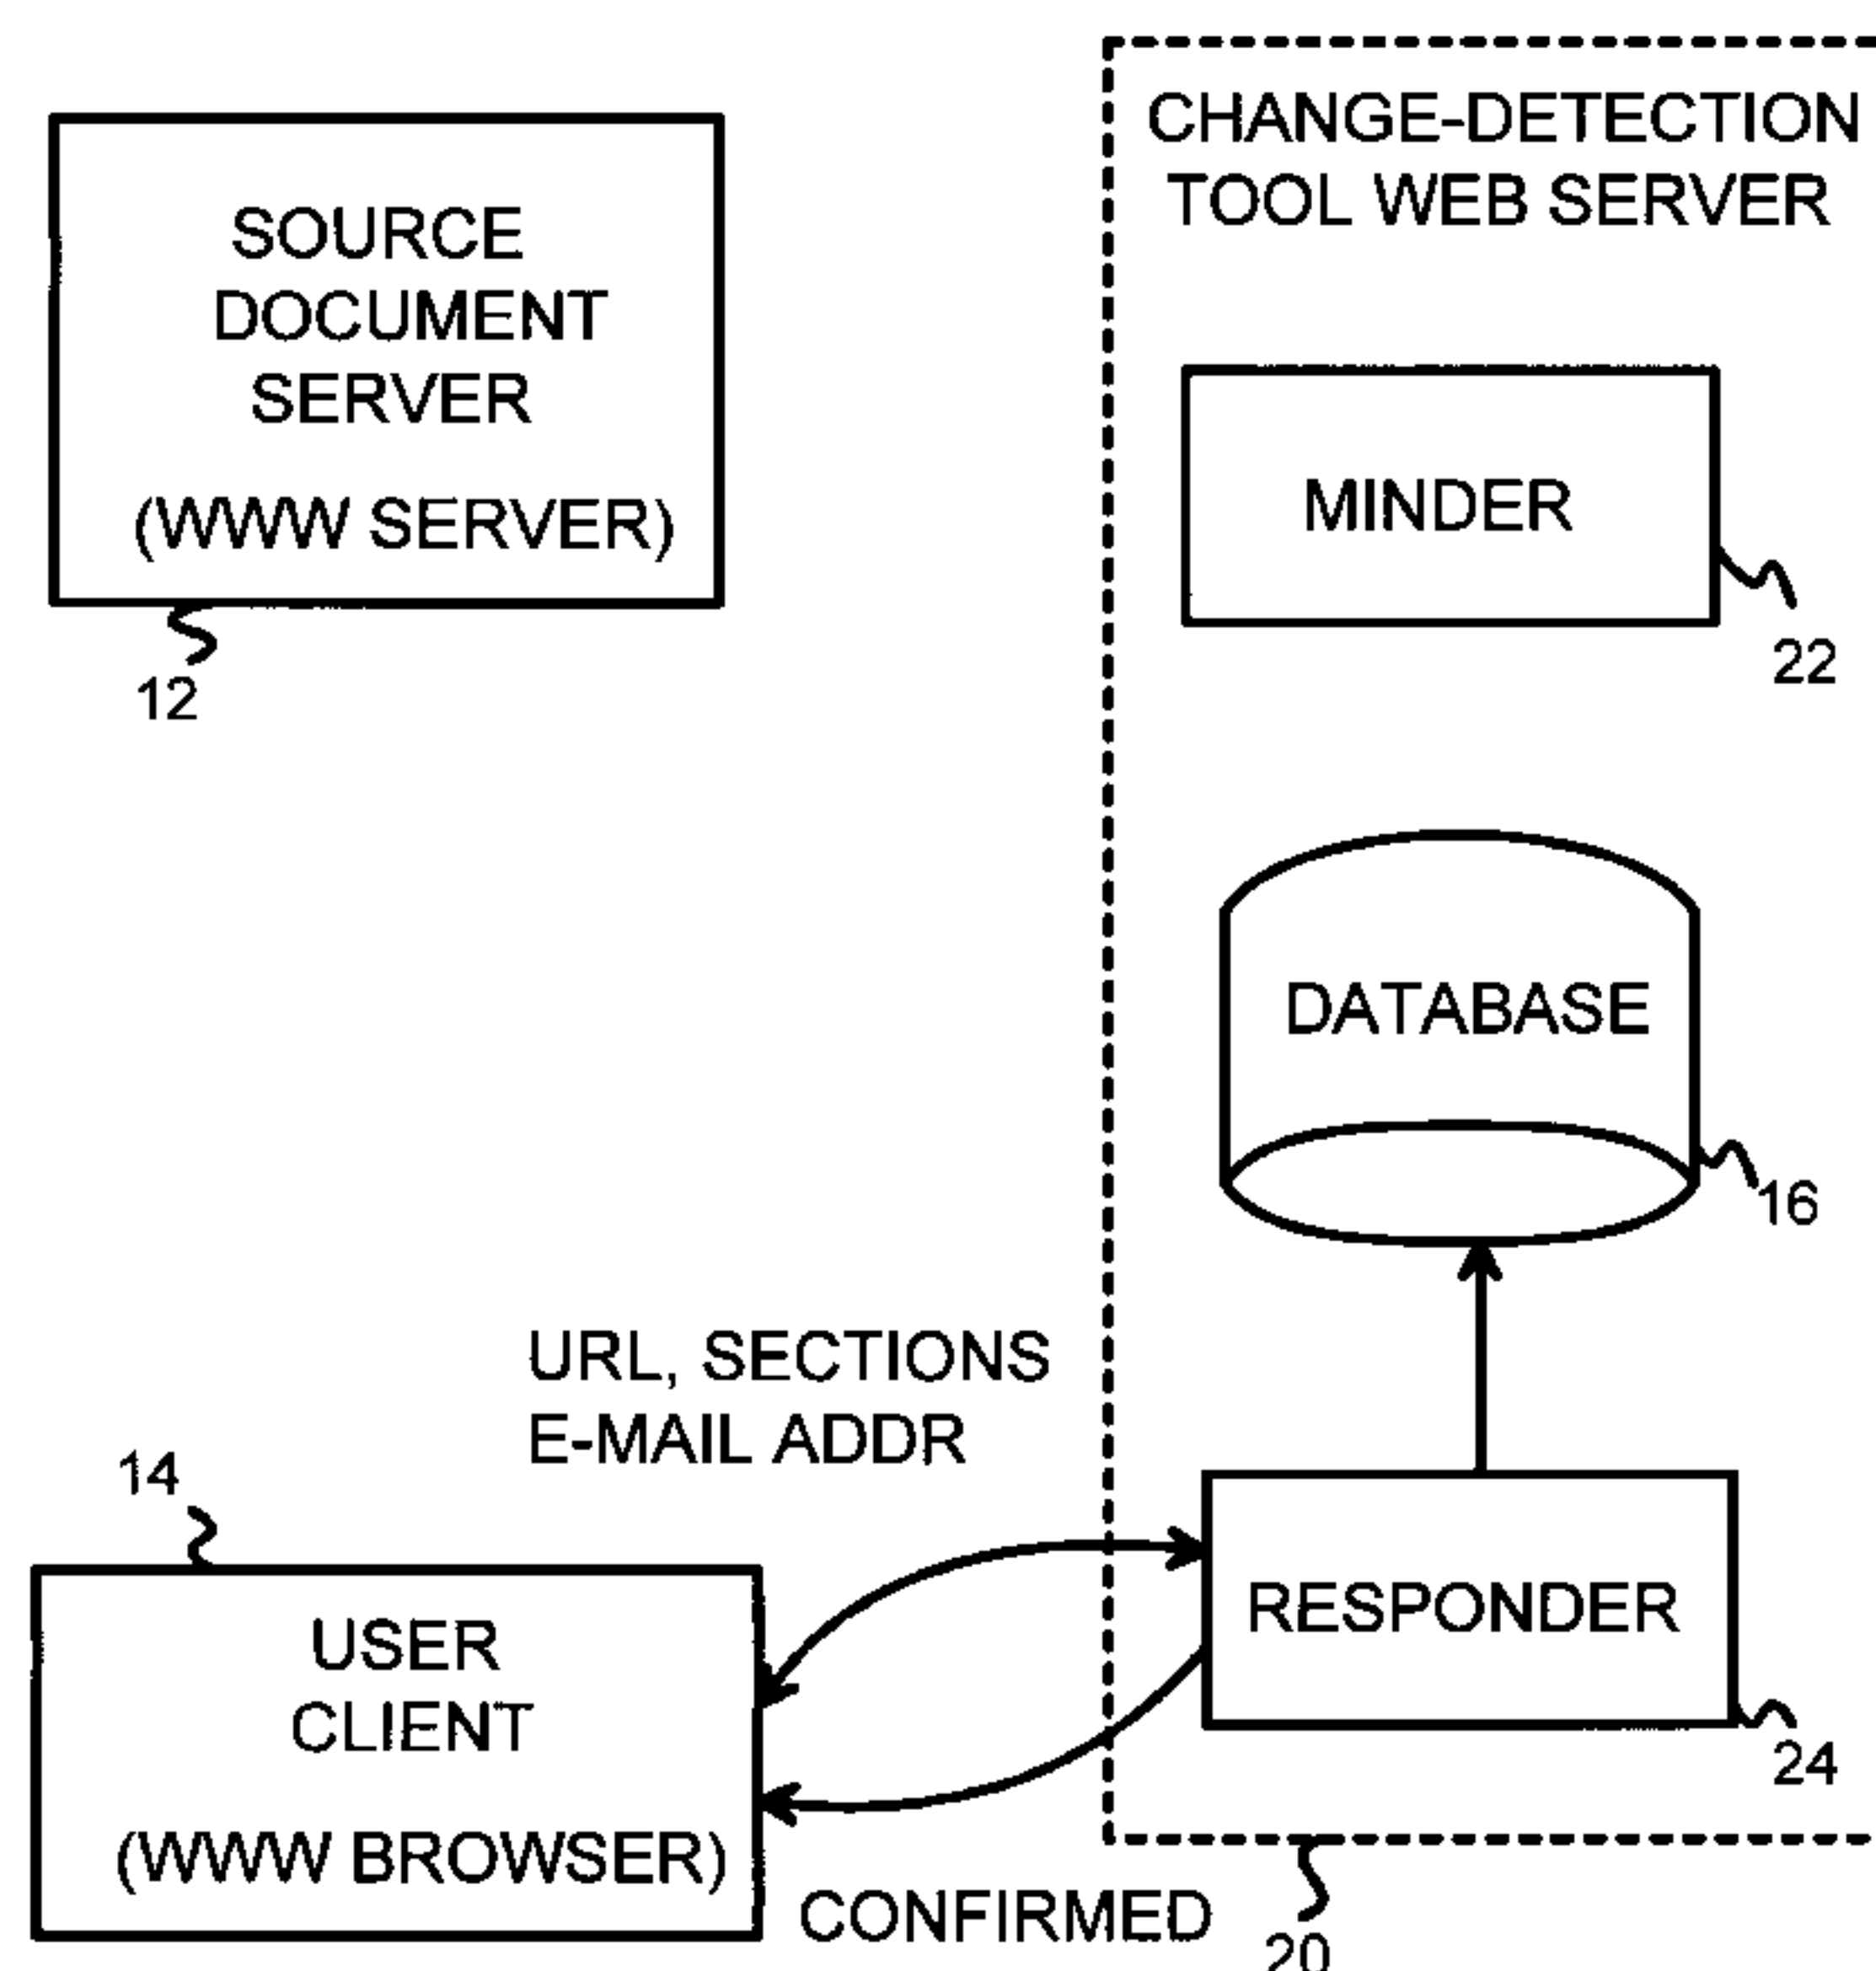 CHANGE-DETECTION
TOOL WEB SERVER
SOURCE
DOCUMENT
SERVER
(WWW SERVER)
12
MINDER
22
DATABASE
16
URL, SECTIONS
E-MAIL ADDR
14
USER
CLIENT
(WWW BROWSER)
RESPONDER
24
CONFIRMED
20